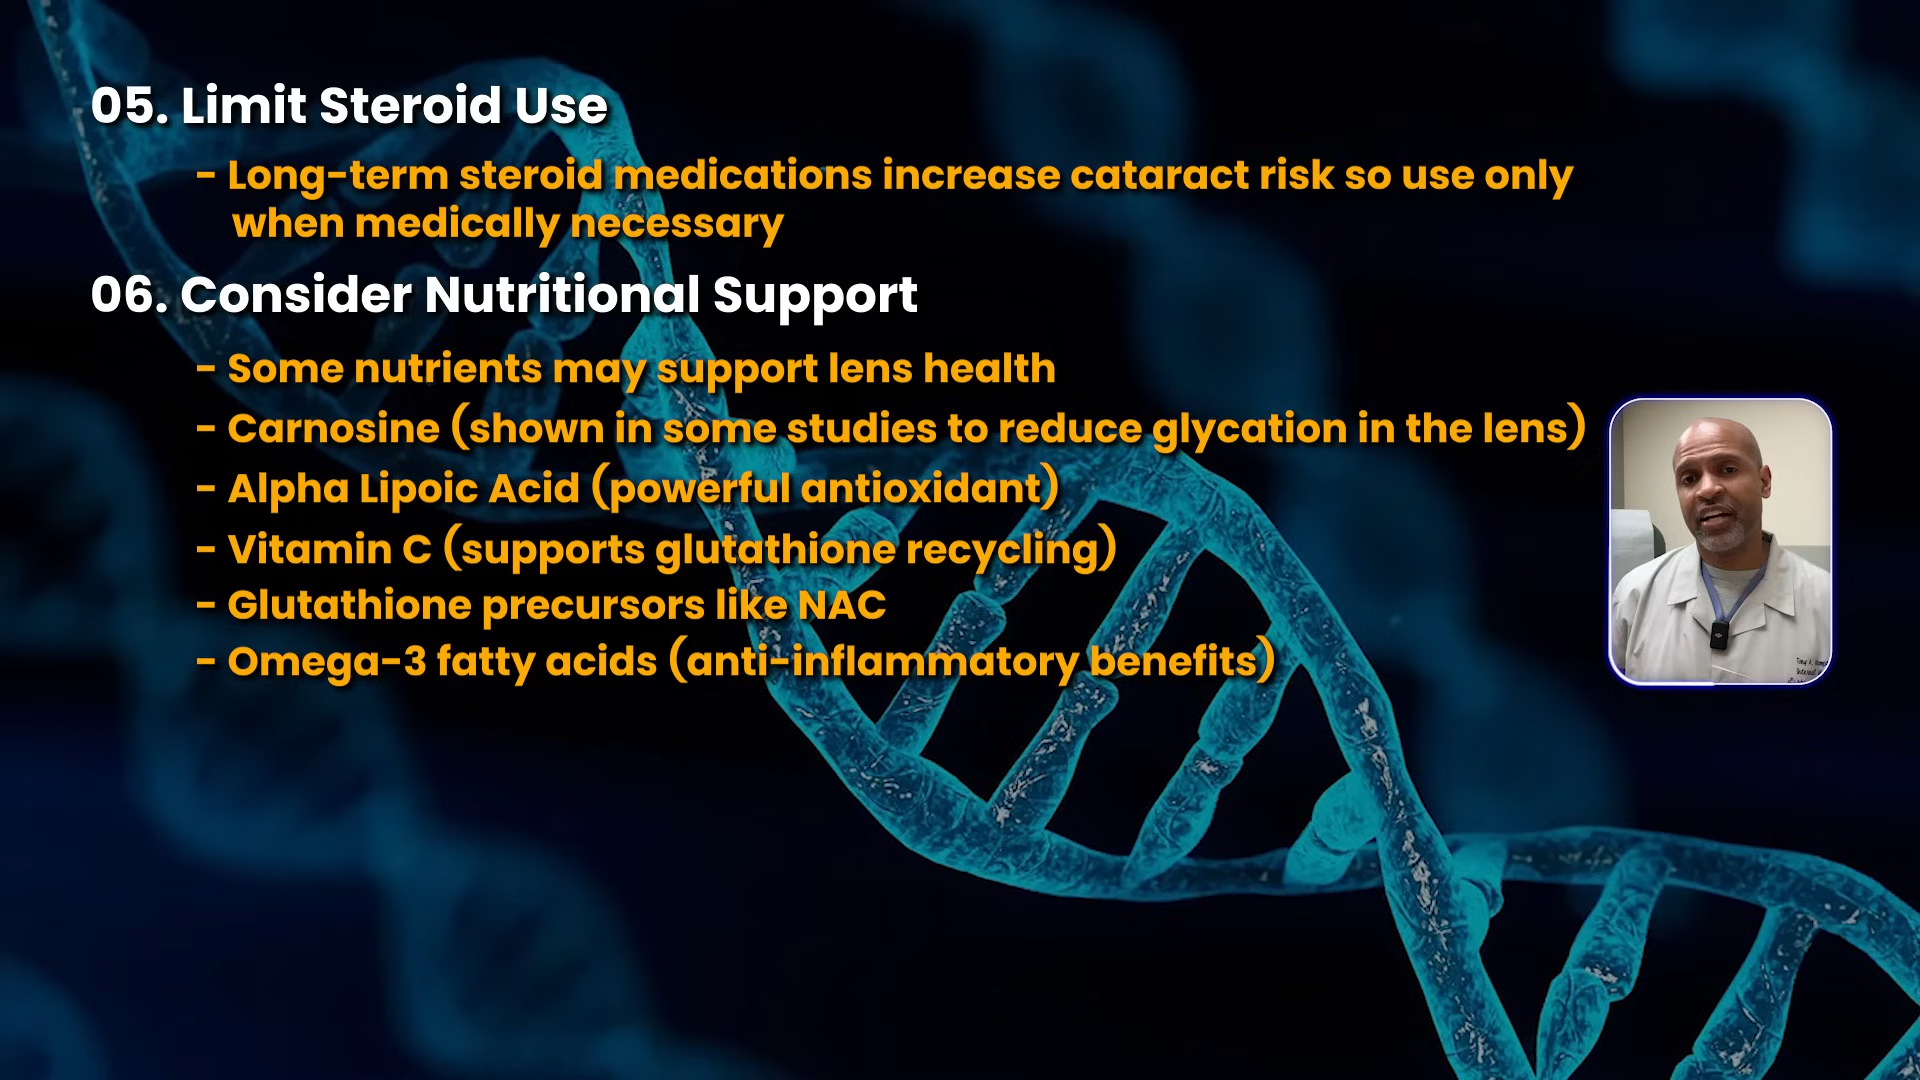 05. Limit Steroid Use
- Long-term steroid medications increase cataract risk so use only
when medically necessary
06. Consider Nutritional Support
- Some nutrients may support lens health
- Carnosine (shown in some studies to reduce glycation in the lens)
- Alpha Lipoic Acid (powerful antioxidant)
- Vitamin C (supports glutathione recycling)
- Glutathione precursors like NAC
- Omega-3 fatty acids (anti-inflammatory benefits)